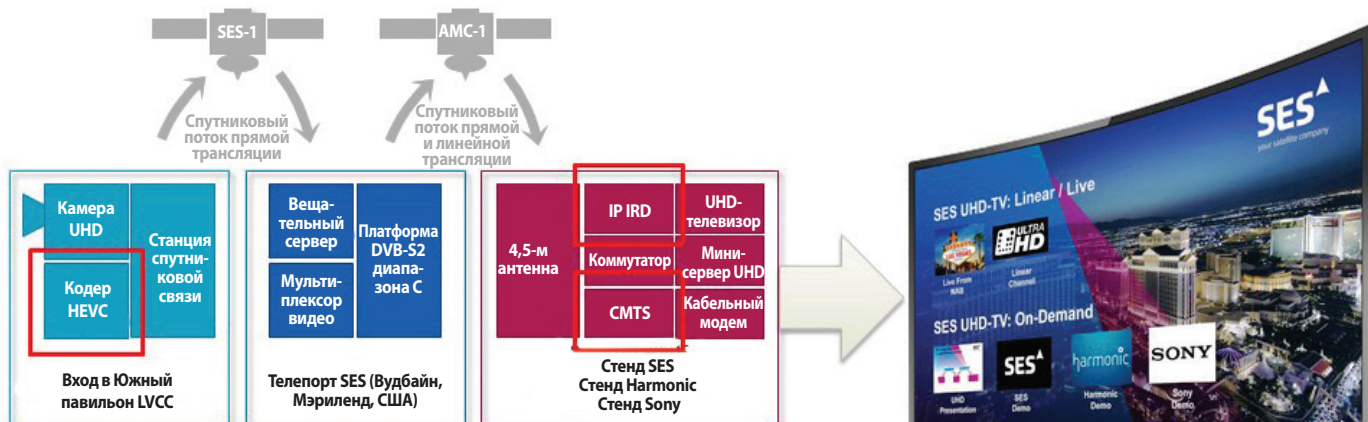 SES-1
Спутниковый
поток прямой
трансляции
AMC-1
Спутниковый
поток прямой
и линейной
трансляции
Камера
UHD
Кодер
HEVC
Станция
спутни-
ковой
связи
Вход в Южный
павильон LVCC
Веща-
тельный
сервер
Мульти-
плексор
видео
Платформа
DVB-S2
диапа-
зона С
Телепорт SES (Вудбайн,
Мэриленд, США)
4,5-м
антенна
IP IRD
Коммутатор
CMTS
UHD-
телевизор
Мини-
сервер UHD
Кабельный
модем
Стенд SES
Стенд Harmonic
Стенд Sony
SES
your satellite company
SES UHD-TV: Linear / Live
ULTRA
HD
Live From
NAB
Linear
Channel
SES UHD-TV: On-Demand
SES
harmonic
SONY
UHD
Presentation
SES
Demo
Harmonic
Demo
Sony
Demo